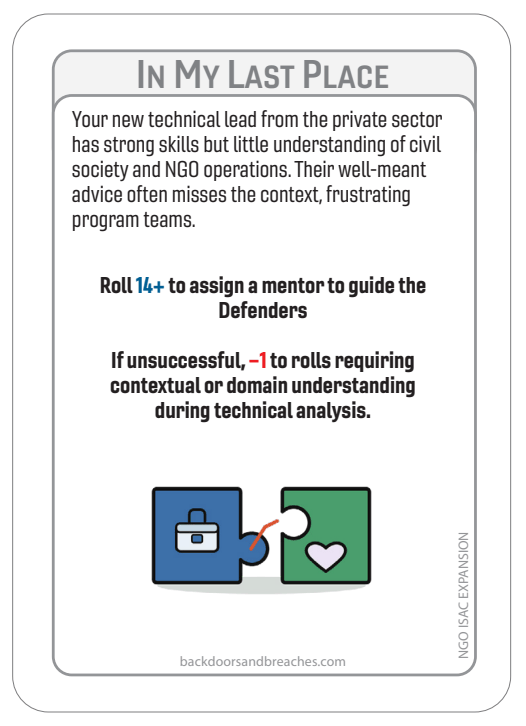 In My Last Place
Your new technical lead from the private sector
has strong skills but little understanding of civil
society and NGO operations. Their well-meant
advice often misses the context, frustrating
program teams.
Roll 14+ to assign a mentor to guide the
Defenders
If unsuccessful, –1 to rolls requiring
contextual or domain understanding
during technical analysis.
NGO ISAC EXPANSION
backdoorsandbreaches.com